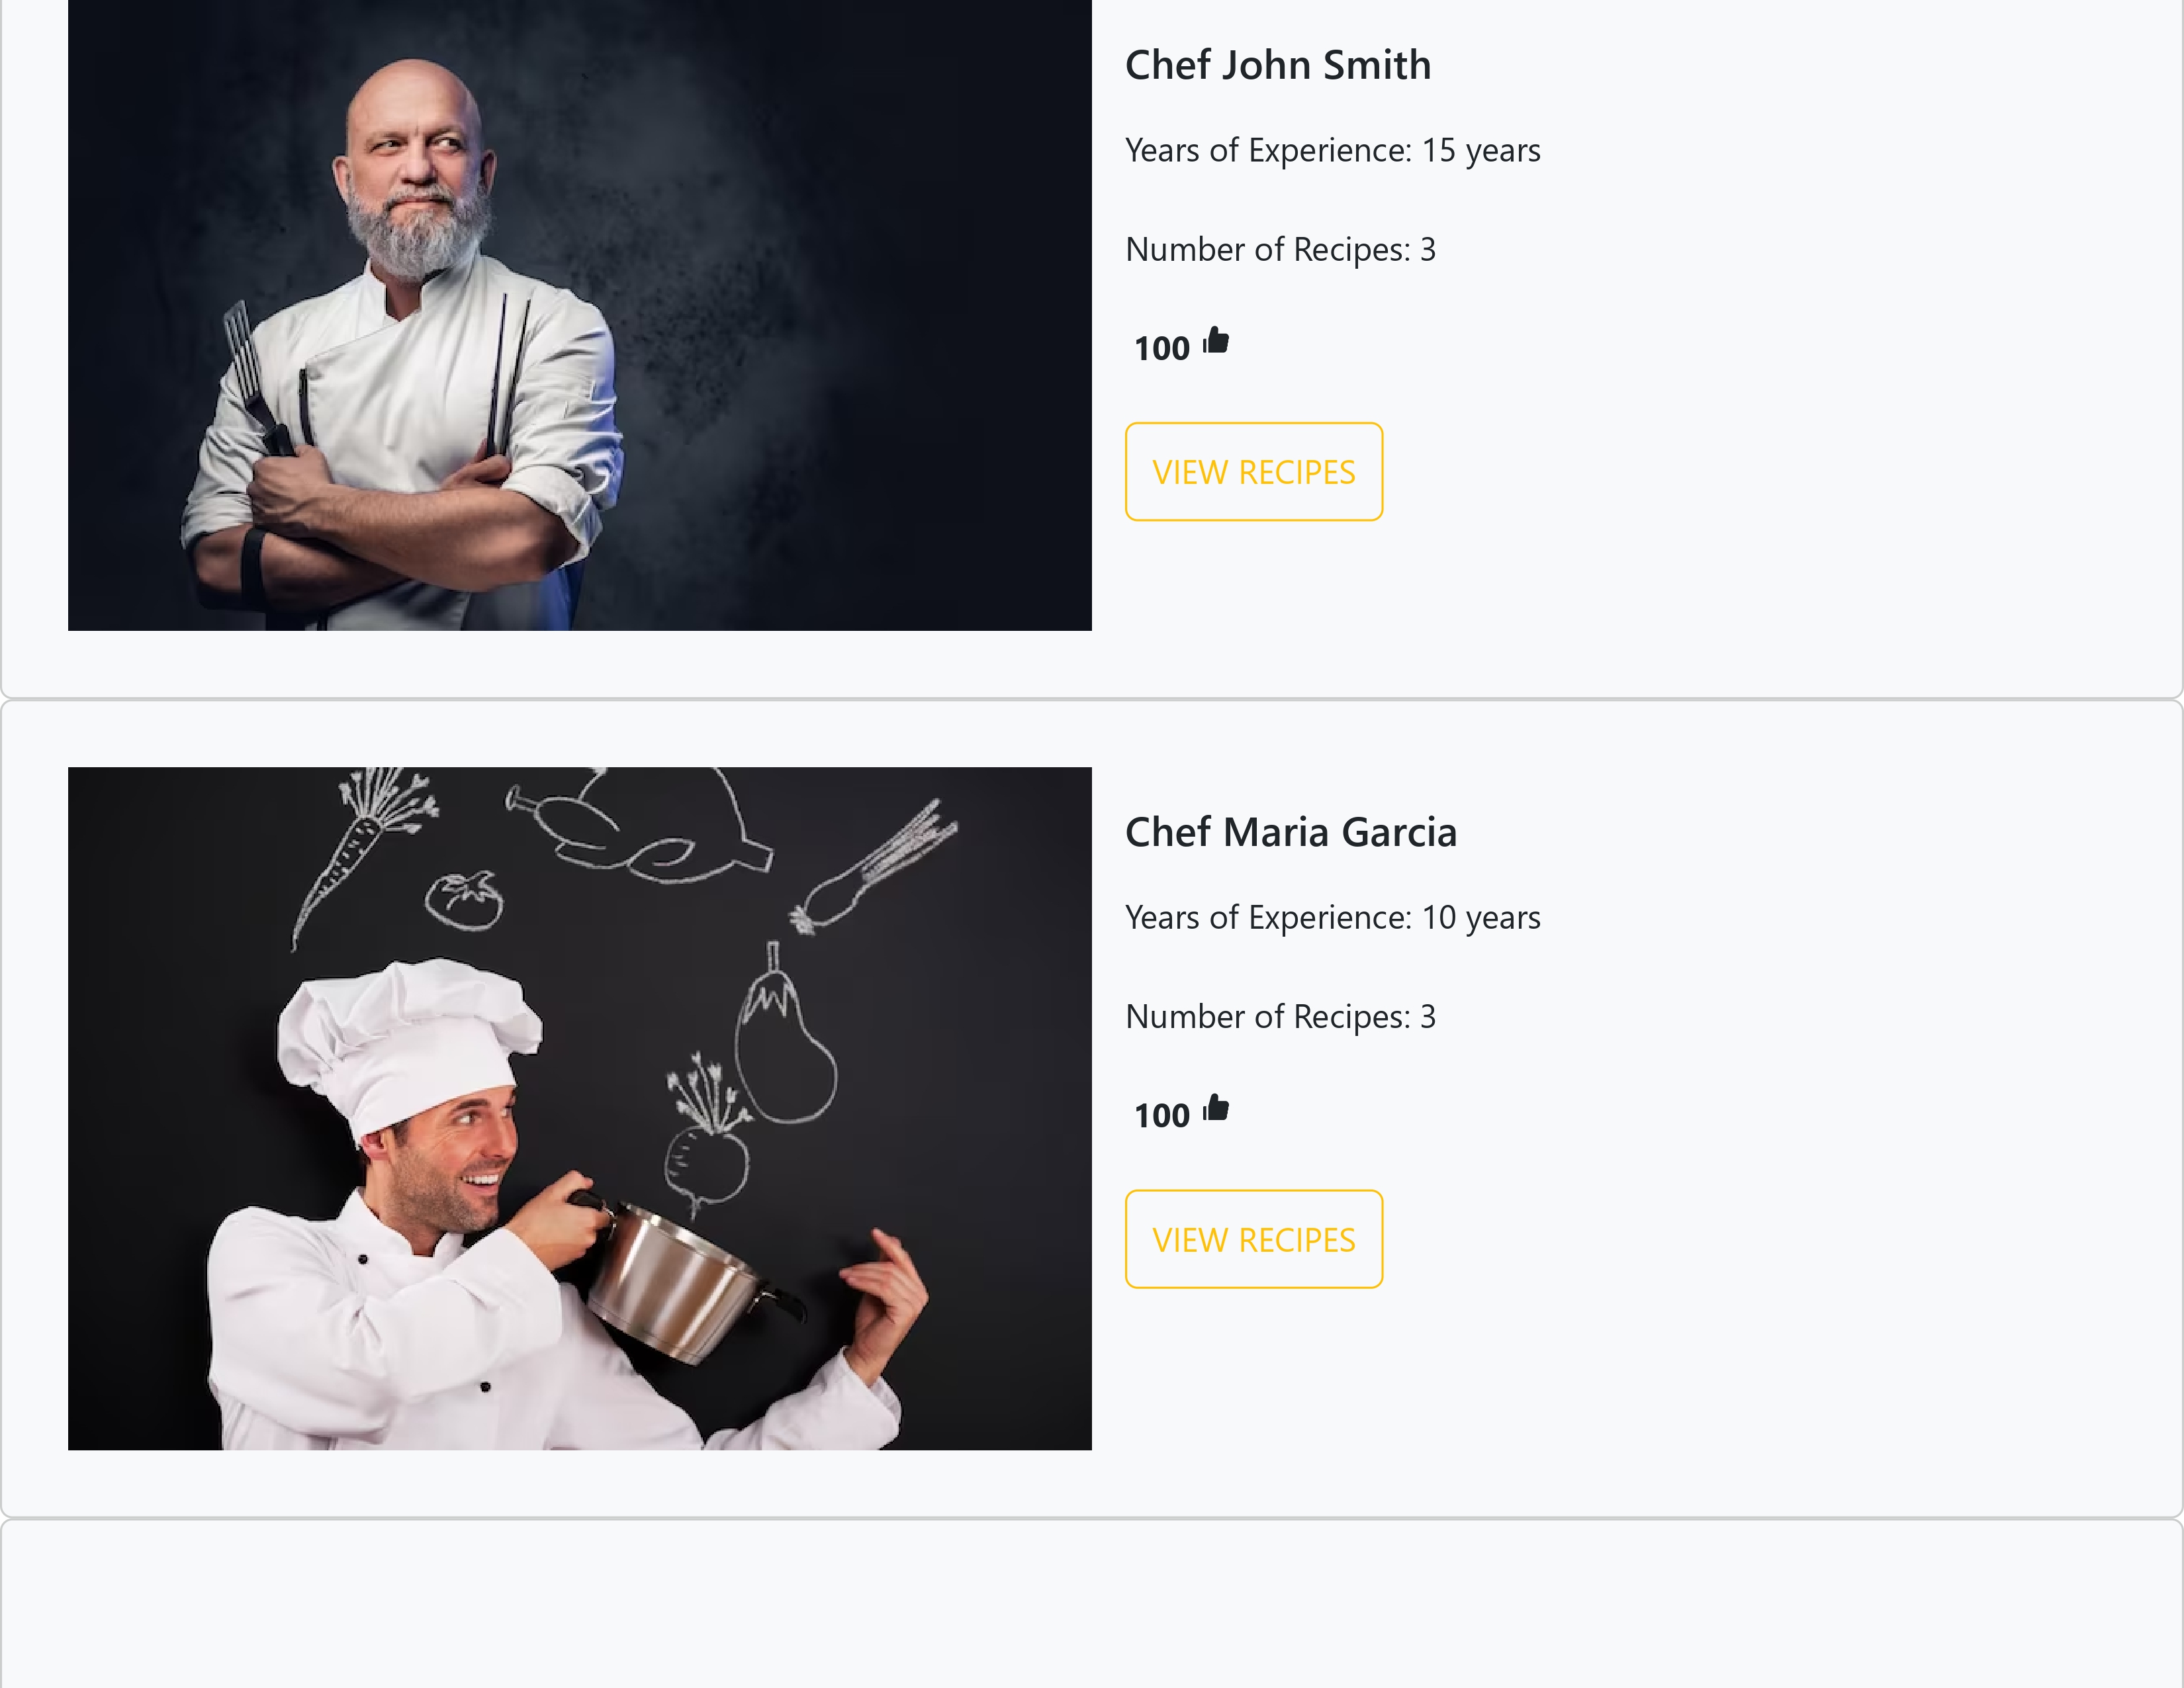 Chef John Smith
Years of Experience: 15 years
Number of Recipes: 3
100
VIEW RECIPES
Chef Maria Garcia
Years of Experience: 10 years
Number of Recipes: 3
100
VIEW RECIPES